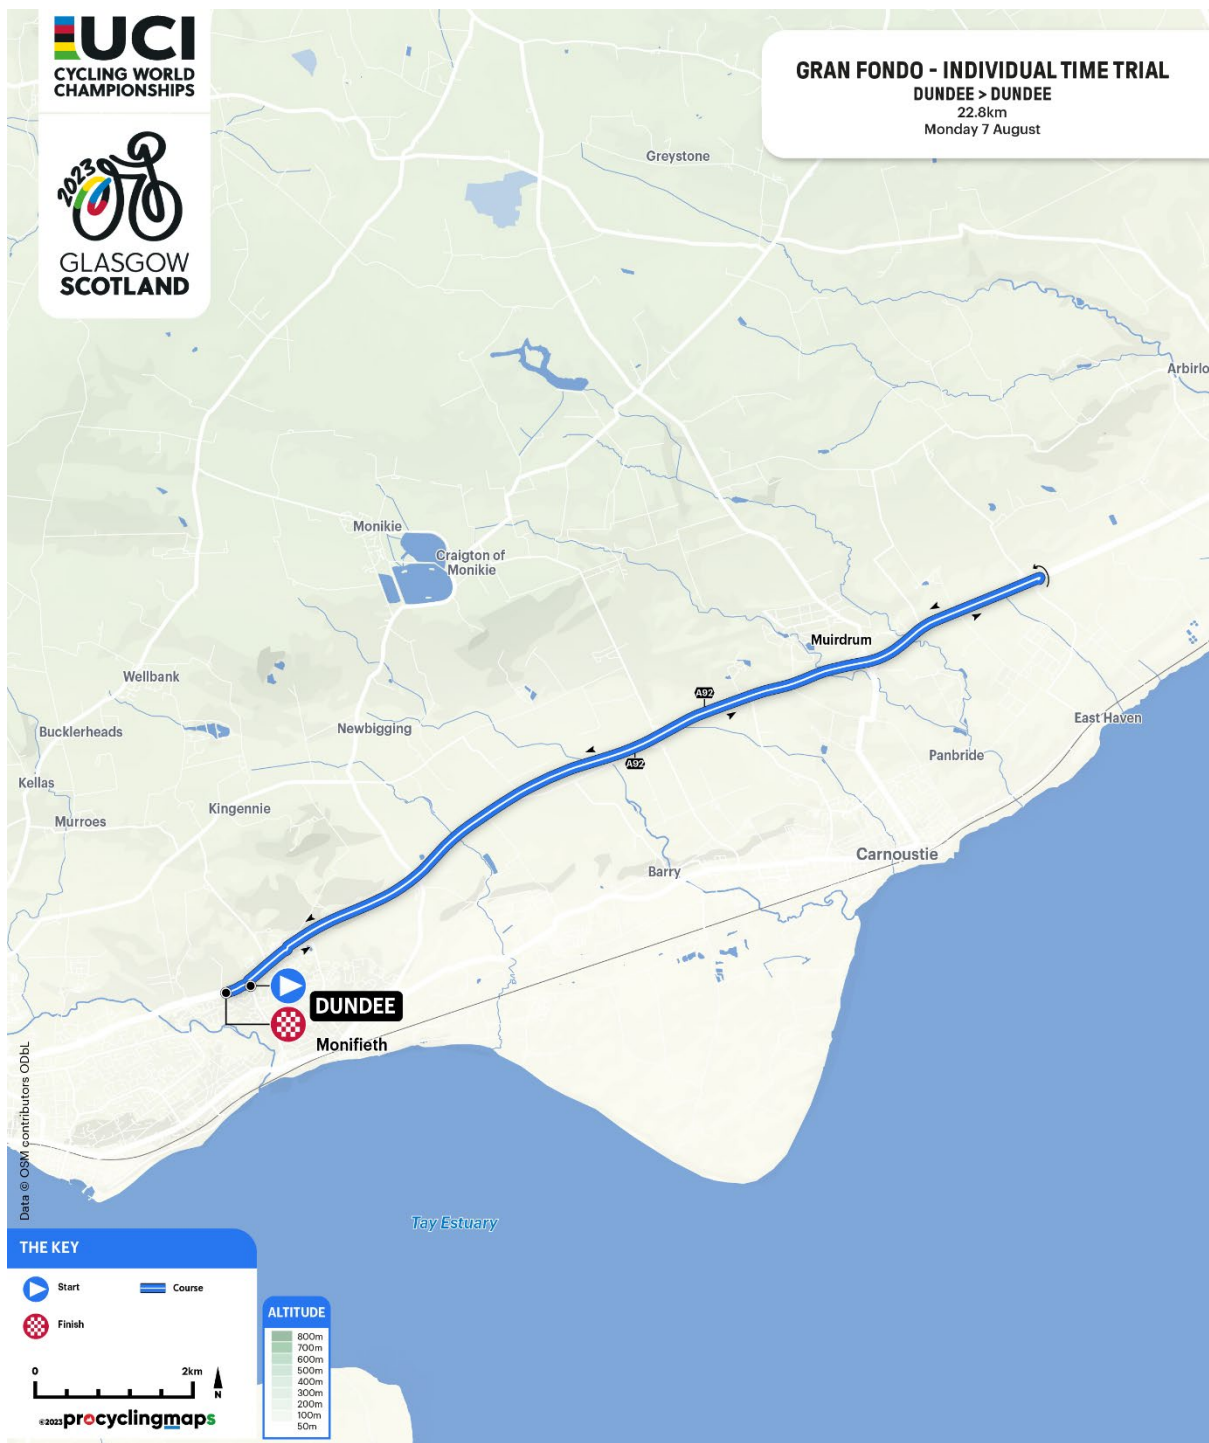 UCI
CYCLING WORLD
CHAMPIONSHIPS
2023
GLASGOW
SCOTLAND
GRAN FONDO - INDIVIDUAL TIME TRIAL
DUNDEE > DUNDEE
22.8km
Monday 7 August
Greystone
Arbirlo
Monikie
Craigton of
Monikie
Muirdrum
Wellbank
A92
Bucklerheads
Newbigging
East Haven
Panbride
A92
Kellas
Kingennie
Murroes
Carnoustie
Barry
DUNDEE
Monifieth
Data © OSM contributors ODbL
Tay Estuary
THE KEY
Start
Course
Finish
0 2km
N
©2023 procyclingmaps
ALTITUDE
800m
700m
600m
500m
400m
300m
200m
100m
50m